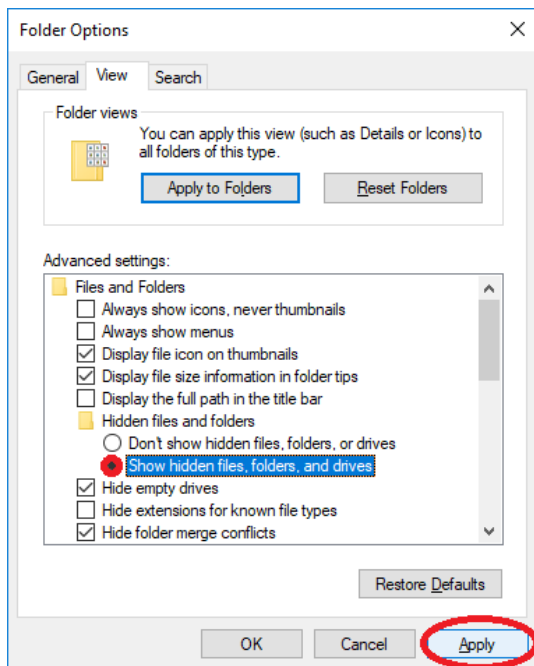 Folder Options
General View Search
Folder views
You can apply this view (such as Details or Icons) to
all folders of this type.
Apply to Folders Reset Folders
Advanced settings:
Files and Folders
Always show icons, never thumbnails
Always show menus
Display file icon on thumbnails
Display file size information in folder tips
Display the full path in the title bar
Hidden files and folders
Don't show hidden files, folders, or drives
Show hidden files, folders, and drives
Hide empty drives
Hide extensions for known file types
Hide folder merge conflicts
Restore Defaults
OK Cancel Apply